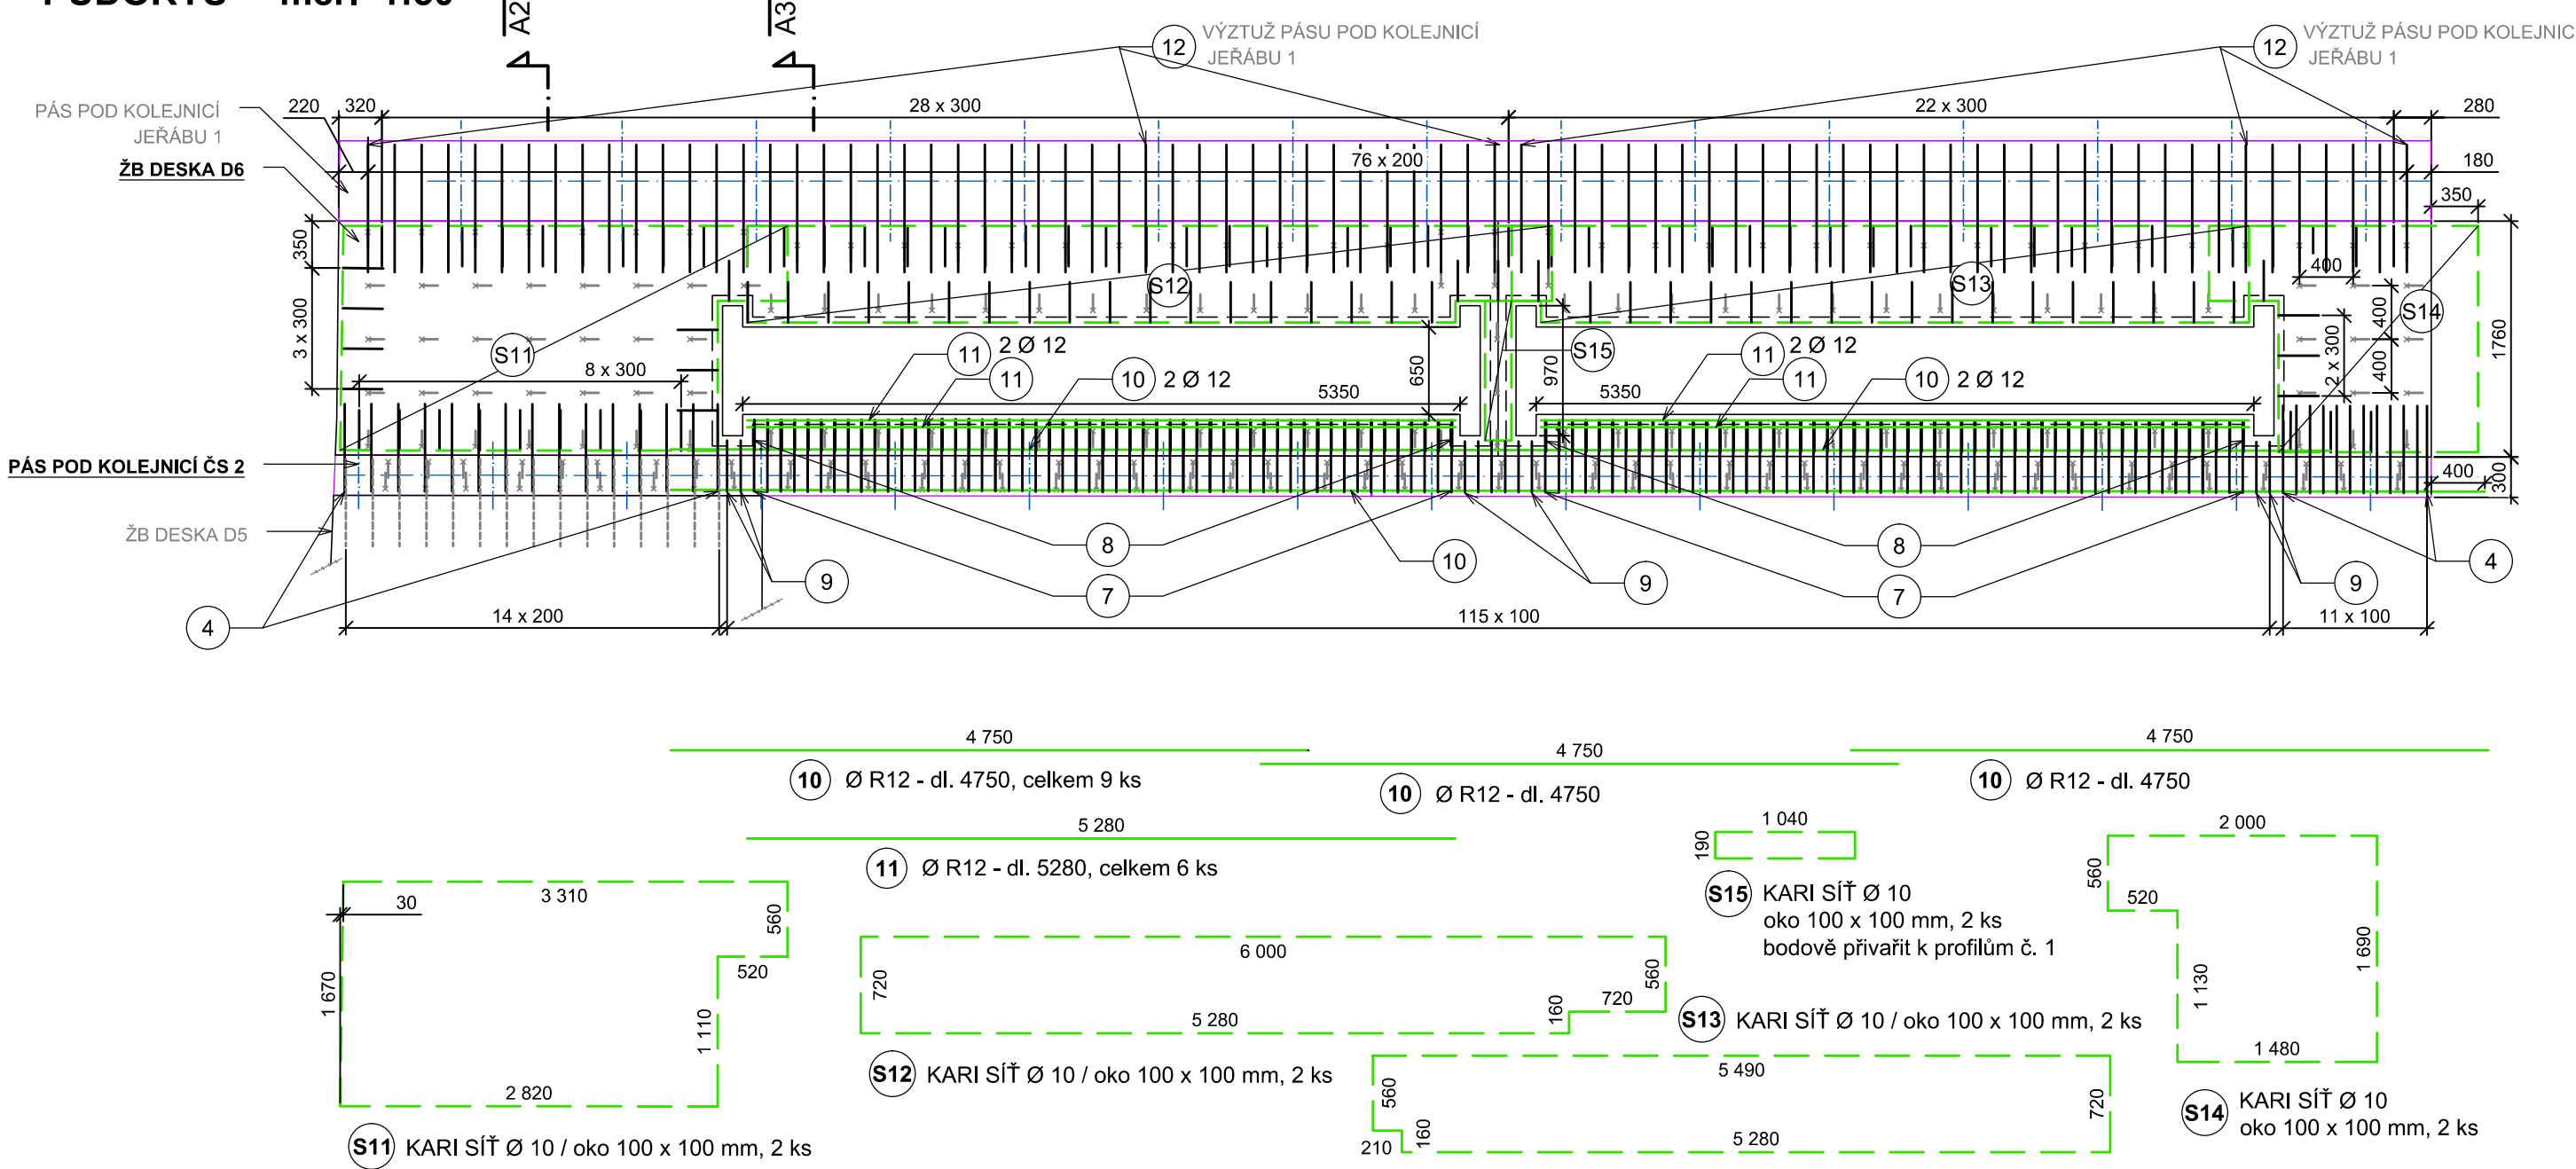 A2
A3
12
VÝZTUŽ PÁSU POD KOLEJNICÍ
JEŘÁBU 1
12
VÝZTUŽ PÁSU POD KOLEJNIC
JEŘÁBU 1
PÁS POD KOLEJNICÍ
JEŘÁBU 1
220
320
28 x 300
22 x 300
280
ŽB DESKA D6
76 x 200
180
350
350
S12
S13
400
400
S14
1760
3 x 300
S11
8 x 300
11
2 Ø 12
11
10
2 Ø 12
650
970
S15
11
2 Ø 12
11
10
2 Ø 12
2 x 300
400
5350
5350
PÁS POD KOLEJNICÍ ČS 2
400
300
ŽB DESKA D5
8
10
8
4
9
7
9
7
9
4
14 x 200
115 x 100
11 x 100
4 750
4 750
4 750
10 Ø R12 - dl. 4750, celkem 9 ks
10 Ø R12 - dl. 4750
10 Ø R12 - dl. 4750
5 280
11 Ø R12 - dl. 5280, celkem 6 ks
1 040
190
S15 KARI SÍŤ Ø 10
oko 100 x 100 mm, 2 ks
bodově přivařit k profilům č. 1
2 000
560
520
1 690
1 130
1 480
S14 KARI SÍŤ Ø 10
oko 100 x 100 mm, 2 ks
3 310
30
560
520
1 670
1 110
2 820
S11 KARI SÍŤ Ø 10 / oko 100 x 100 mm, 2 ks
6 000
720
560
720
160
5 280
S12 KARI SÍŤ Ø 10 / oko 100 x 100 mm, 2 ks
S13 KARI SÍŤ Ø 10 / oko 100 x 100 mm, 2 ks
5 490
560
720
160
210
5 280